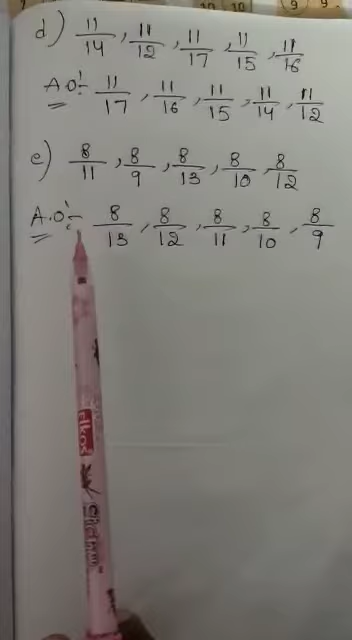 d) 11/14, 11/12, 11/17, 11/15, 11/16
A.O:- 11/17, 11/16, 11/15, 11/14, 11/12
e) 8/11, 8/9, 8/13, 8/10, 8/12
A.O:- 8/13, 8/12, 8/11, 8/10, 8/9
elkos